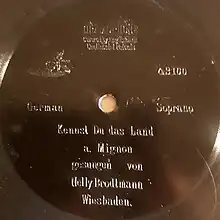 42100
German Soprano
Kennst Du das Land
a. Mignon
gesungen von
Helly Brodtmann
Wiesbaden.